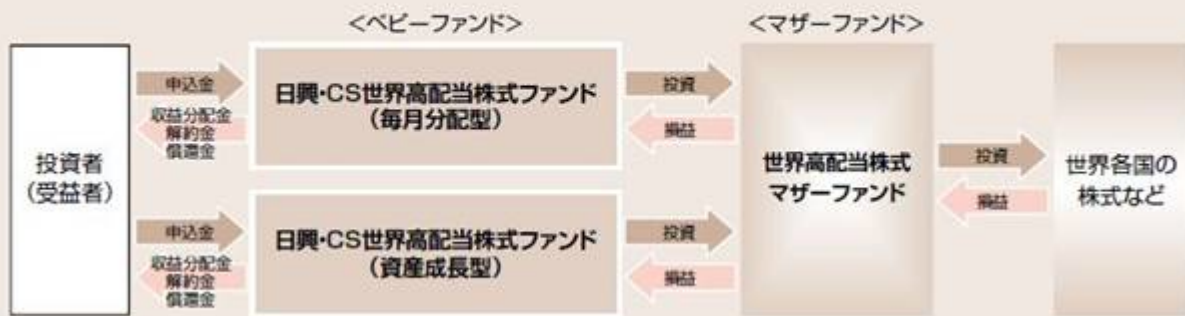 <ベビーファンド>
<マザーファンド>
投資者
(受益者)
申込金
収益分配金
解約金
償還金
日興・CS世界高配当株式ファンド
(毎月分配型)
投資
損益
申込金
収益分配金
解約金
償還金
日興・CS世界高配当株式ファンド
(資産成長型)
投資
損益
世界高配当株式
マザーファンド
投資
損益
世界各国の
株式など